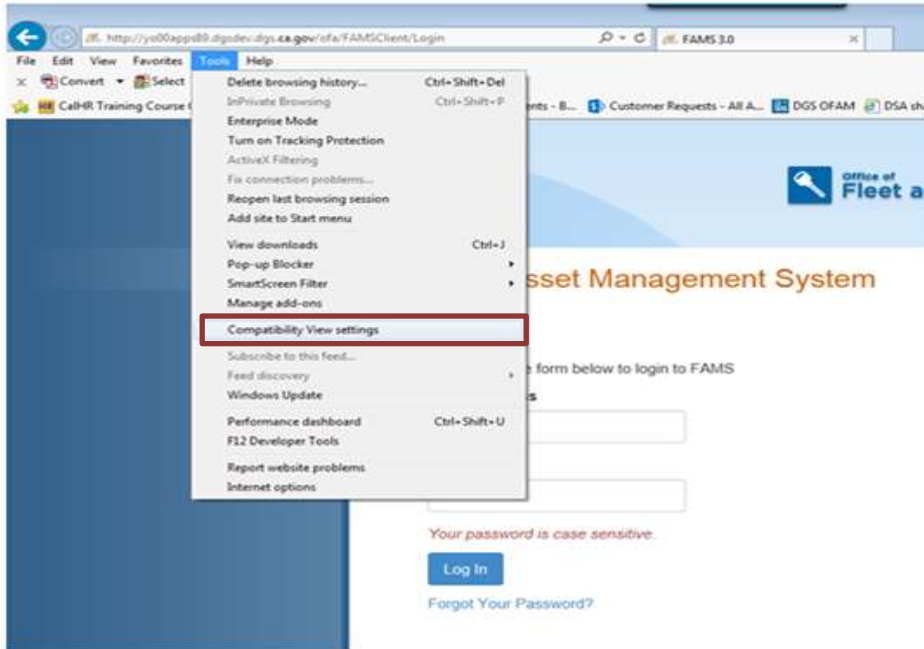 http://yo00apps80.dgsdev.dgs.ca.gov/ofa/FAMSClient/Login
FAMS 3.0
File Edit View Favorites Tools Help
x Convert Select
CalHR Training Course
nts - B... Customer Requests - All A... DGS OFAM DSA sh
Delete browsing history... Ctrl+Shift+Del
InPrivate Browsing Ctrl+Shift+P
Enterprise Mode
Turn on Tracking Protection
ActiveX Filtering
Fix connection problems...
Reopen last browsing session
Add site to Start menu
View downloads Ctrl+J
Pop-up Blocker
SmartScreen Filter
Manage add-ons
Compatibility View settings
Subscribe to this feed...
Feed discovery
Windows Update
Performance dashboard Ctrl+Shift+U
F12 Developer Tools
Report website problems
Internet options
Office of
Fleet a
sset Management System
form below to login to FAMS
s
Your password is case sensitive.
Log In
Forgot Your Password?